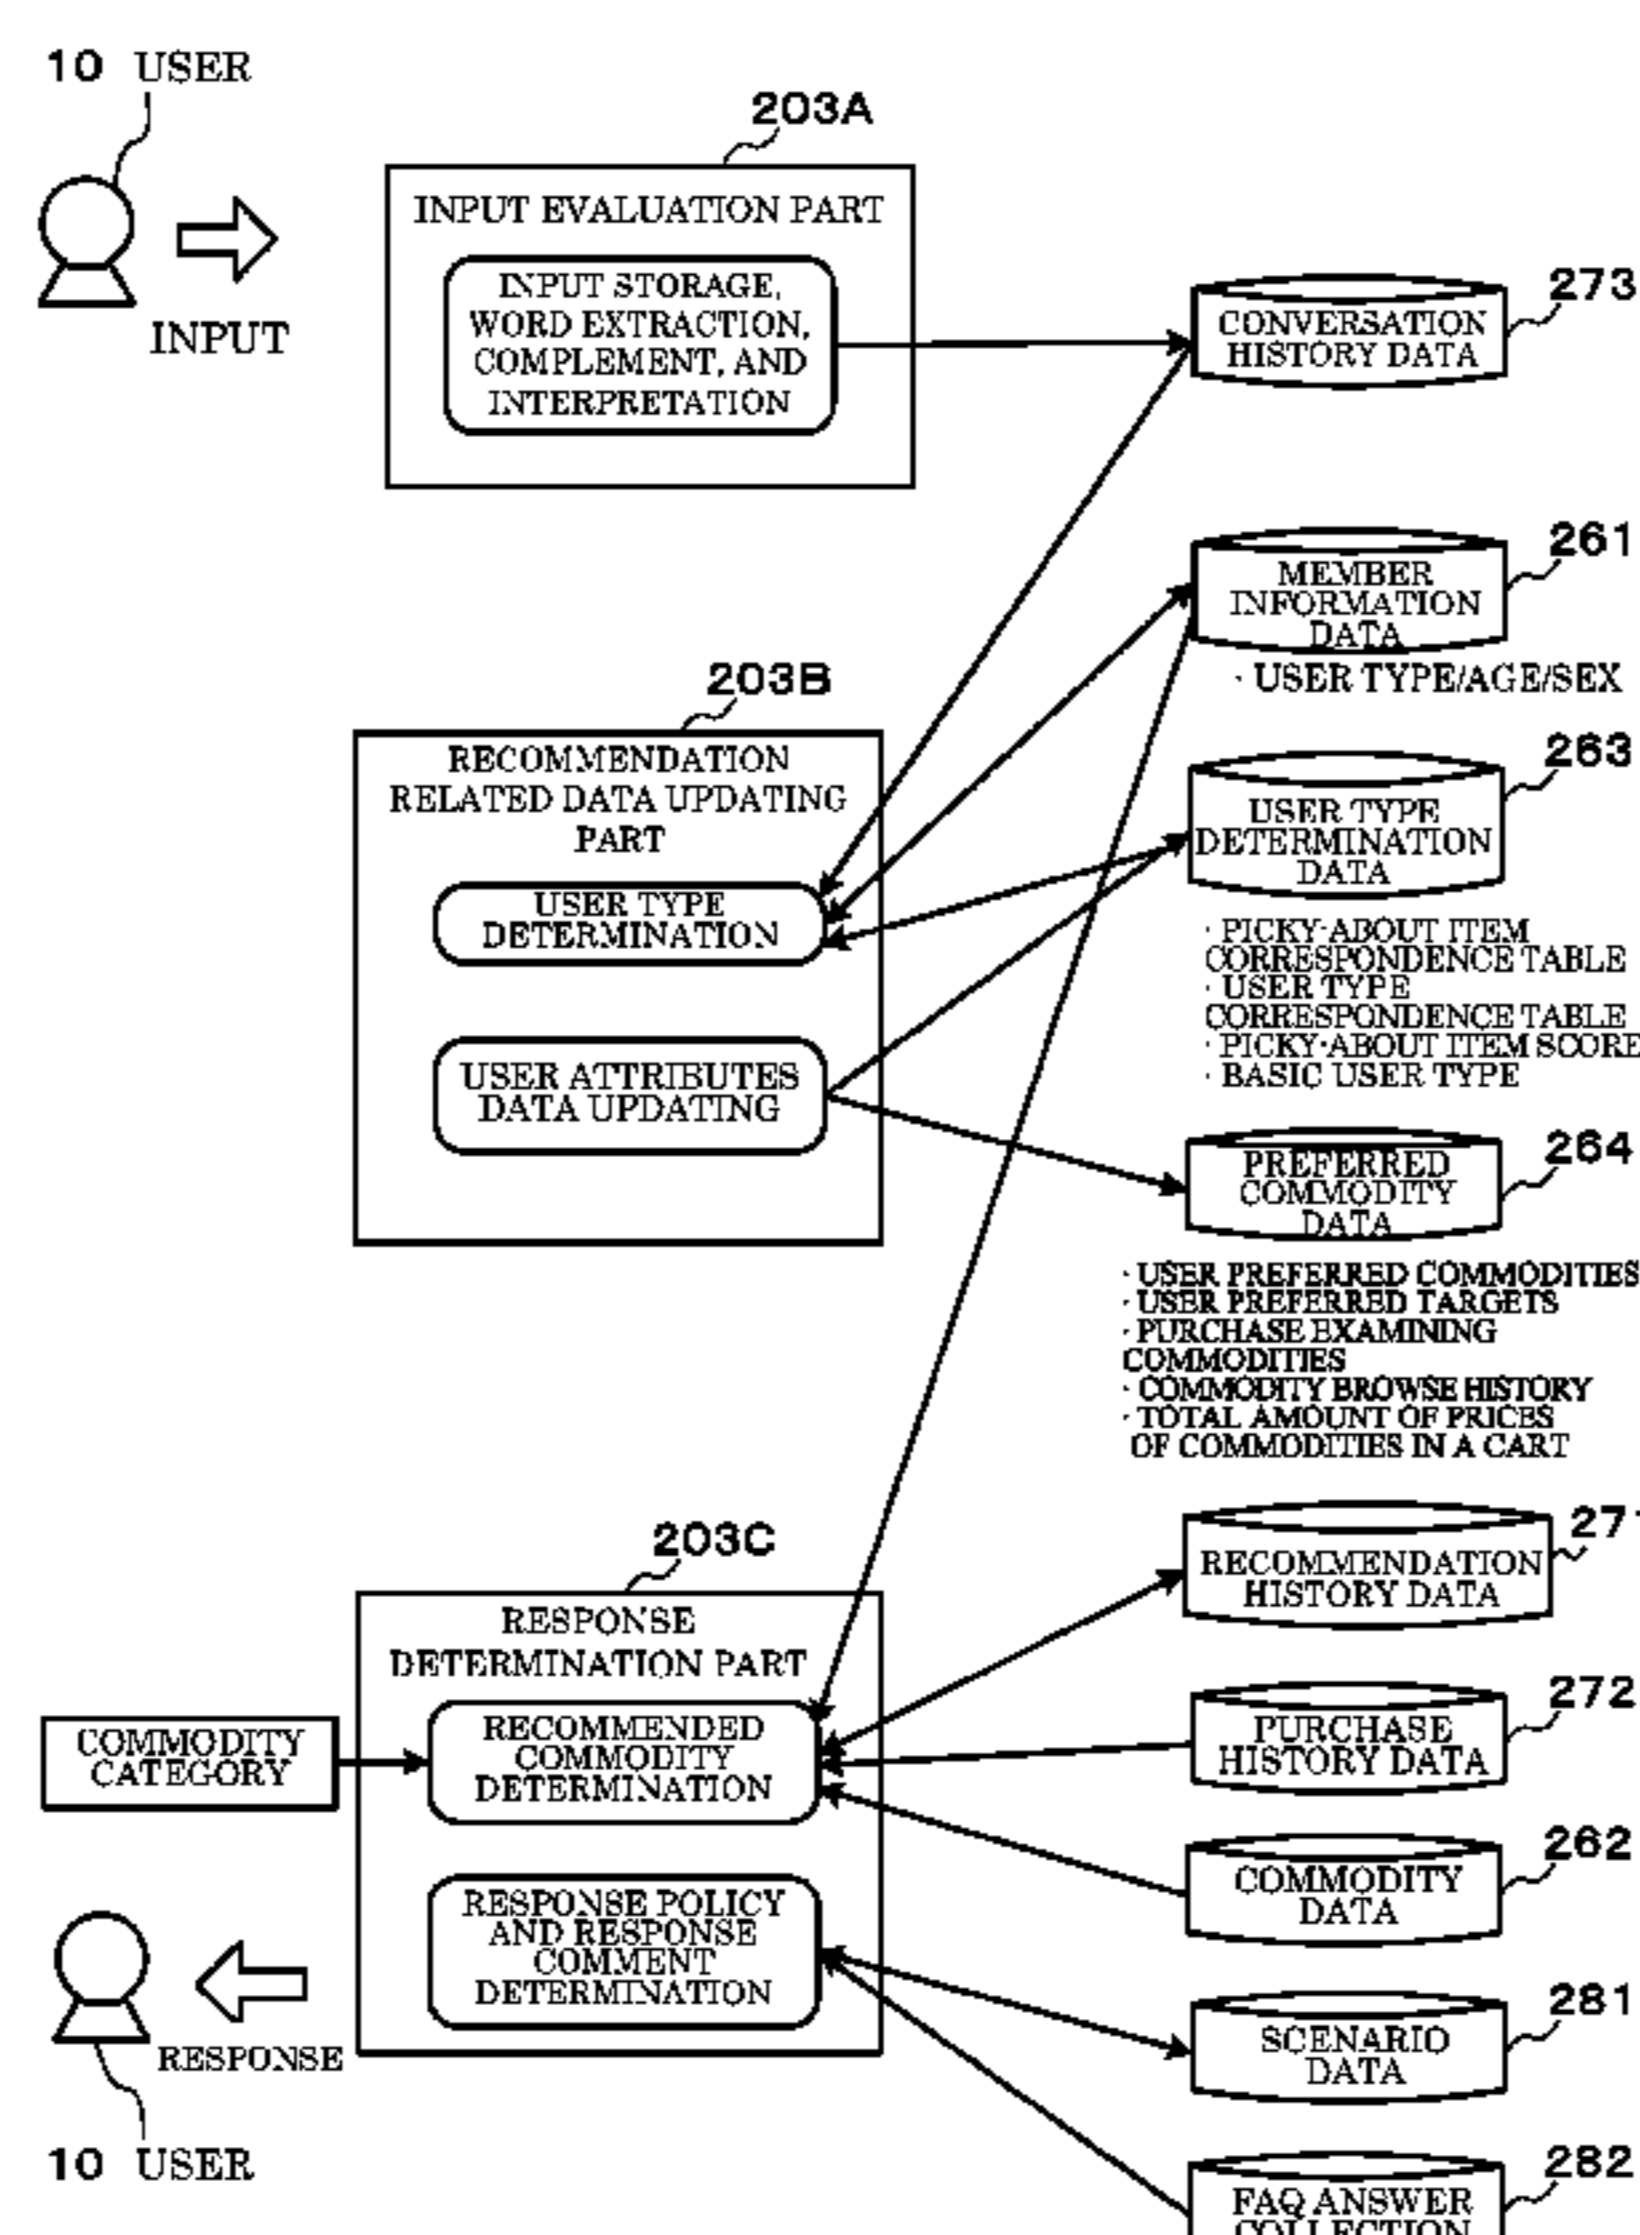 10 USER
203A
INPUT EVALUATION PART
INPUT STORAGE,
WORD EXTRACTION,
COMPLEMENT, AND
INTERPRETATION
INPUT
273
CONVERSATION
HISTORY DATA
261
MEMBER
INFORMATION
DATA
· USER TYPE/AGE/SEX
203B
RECOMMENDATION
RELATED DATA UPDATING
PART
USER TYPE
DETERMINATION
USER ATTRIBUTES
DATA UPDATING
263
USER TYPE
DETERMINATION
DATA
· PICKY-ABOUT ITEM
CORRESPONDENCE TABLE
· USER TYPE
CORRESPONDENCE TABLE
· PICKY-ABOUT ITEM SCORE
· BASIC USER TYPE
264
PREFERRED
COMMODITY
DATA
· USER PREFERRED COMMODITIES
· USER PREFERRED TARGETS
· PURCHASE EXAMINING
COMMODITIES
· COMMODITY BROWSE HISTORY
· TOTAL AMOUNT OF PRICES
OF COMMODITIES IN A CART
271
RECOMMENDATION
HISTORY DATA
203C
RESPONSE
DETERMINATION PART
COMMODITY
CATEGORY
RECOMMENDED
COMMODITY
DETERMINATION
272
PURCHASE
HISTORY DATA
262
COMMODITY
DATA
RESPONSE POLICY
AND RESPONSE
COMMENT
DETERMINATION
RESPONSE
10 USER
281
SCENARIO
DATA
282
FAQ ANSWER
COLLECTION